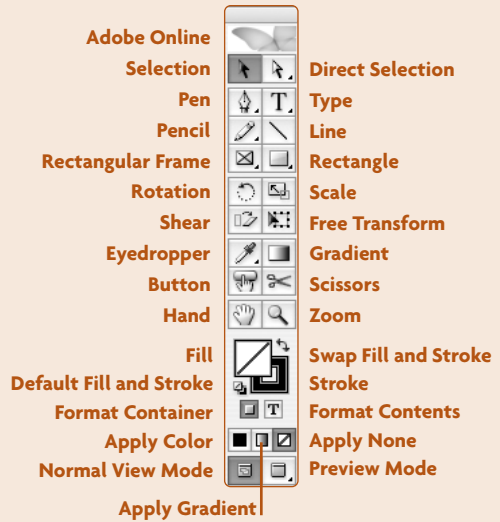 Adobe Online
Selection Direct Selection
Pen T Type
Pencil Line
Rectangular Frame Rectangle
Rotation Scale
Shear Free Transform
Eyedropper Gradient
Button Scissors
Hand Zoom
Fill Swap Fill and Stroke
Default Fill and Stroke Stroke
Format Container T Format Contents
Apply Color Apply None
Normal View Mode Preview Mode
Apply Gradient